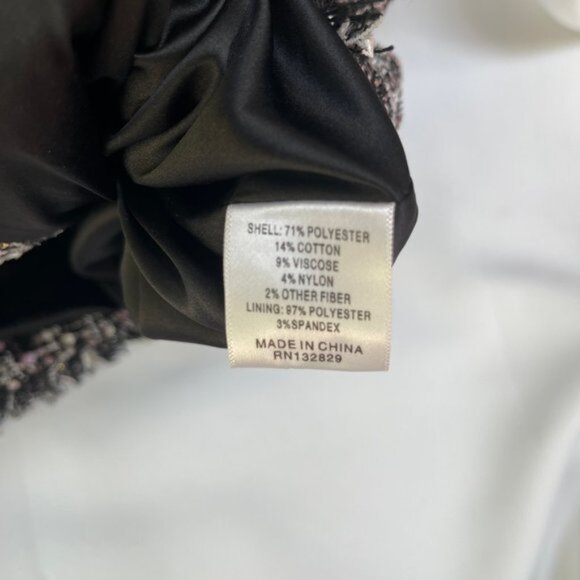 SHELL: 71% POLYESTER
14% COTTON
9% VISCOSE
4% NYLON
2% OTHER FIBER
LINING: 97% POLYESTER
3%SPANDEX
MADE IN CHINA
RN132829